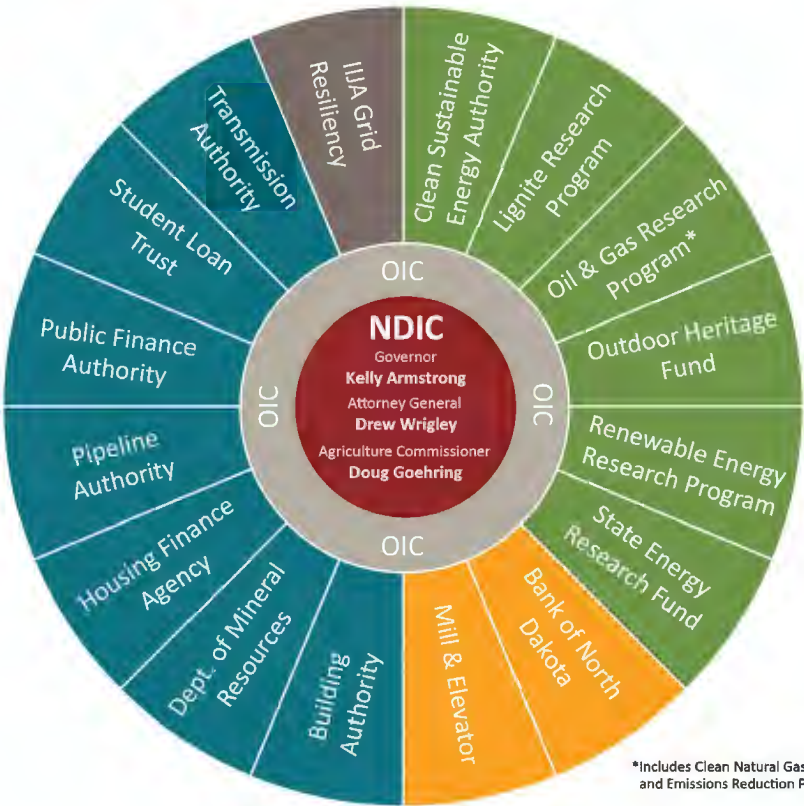 IIJA Grid
Resiliency
Clean Sustainable
Energy Authority
Lignite Research
Program
Oil & Gas Research
Program*
Outdoor Heritage
Fund
Renewable Energy
Research Program
State Energy
Research Fund
Bank of North
Dakota
Mill & Elevator
Building
Authority
Dept. of Mineral
Resources
Housing Finance
Agency
Pipeline
Authority
Public Finance
Authority
Student Loan
Trust
Transmission
Authority
OIC
OIC
OIC
OIC
NDIC
Governor
Kelly Armstrong
Attorney General
Drew Wrigley
Agriculture Commissioner
Doug Goehring
*Includes Clean Natural Gas
and Emissions Reduction